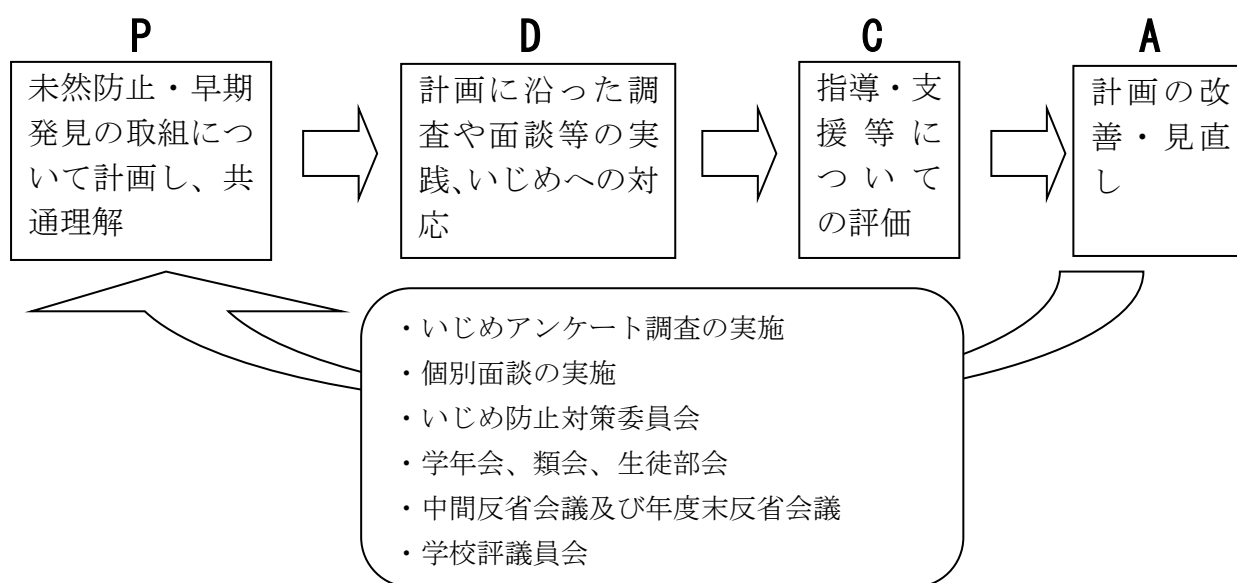 P
未然防止・早期
発見の取組につ
いて計画し、共
通理解
D
計画に沿った調
査や面談等の実
践、いじめへの対
応
C
指導・支
援等に
ついて
の評価
A
計画の改
善・見直
し
・いじめアンケート調査の実施
・個別面談の実施
・いじめ防止対策委員会
・学年会、類会、生徒部会
・中間反省会議及び年度末反省会議
・学校評議員会